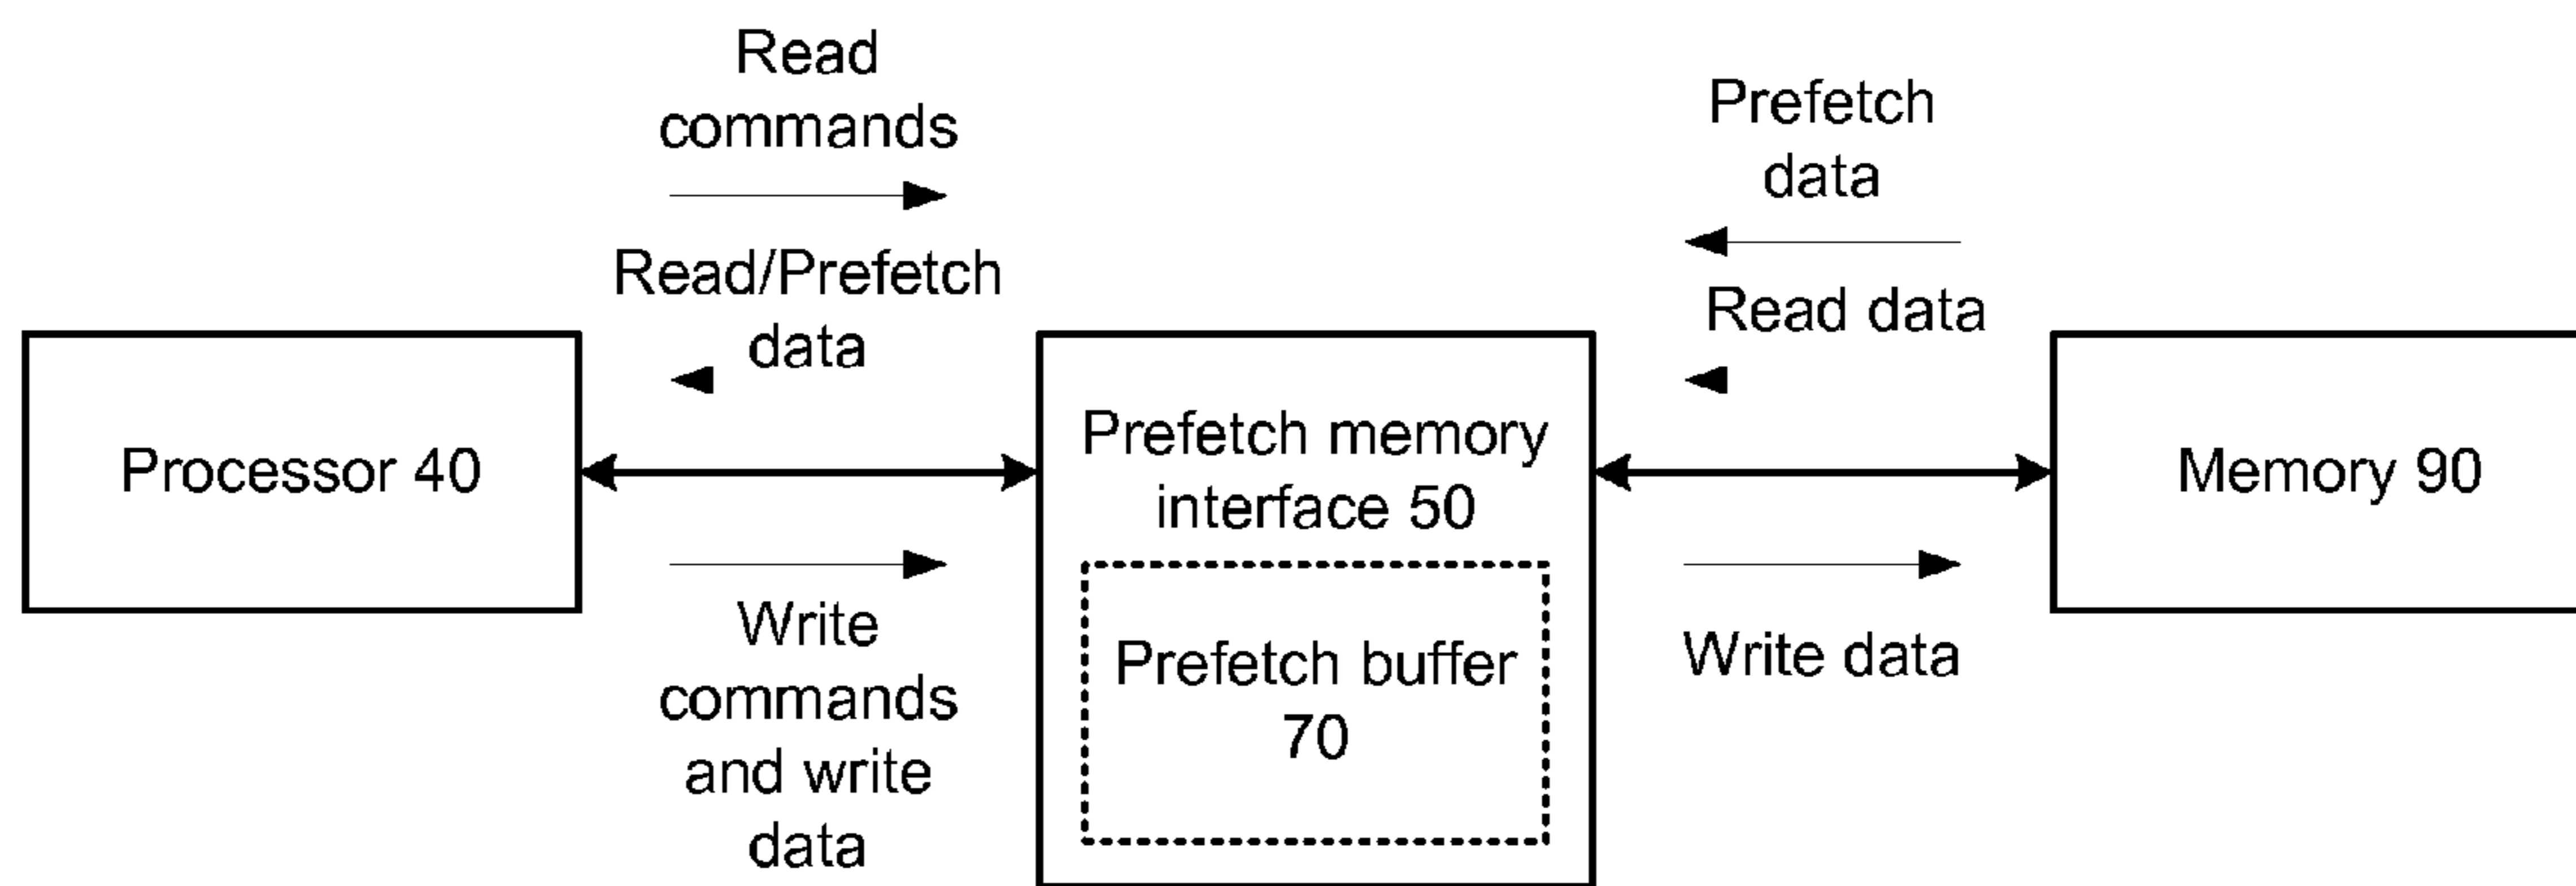 Read
commands
Read/Prefetch
data
Prefetch
data
Read data
Processor 40
Prefetch memory
interface 50
Prefetch buffer
70
Memory 90
Write
commands
and write
data
Write data